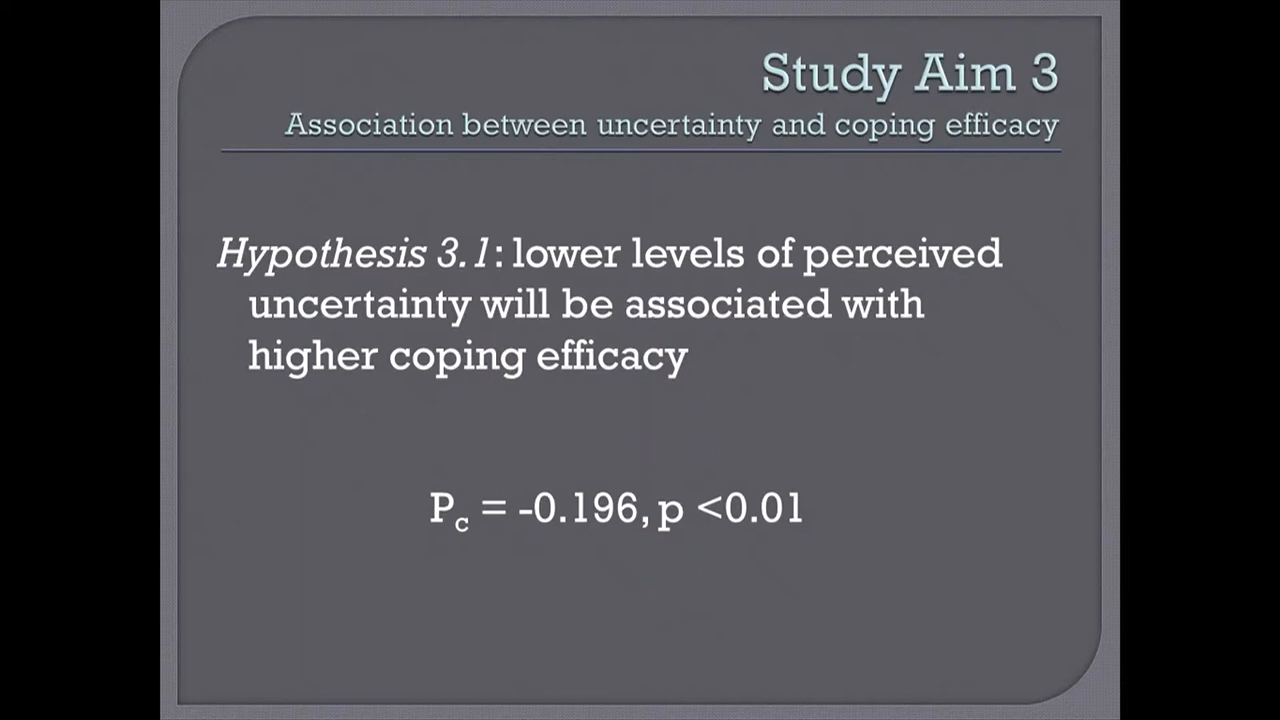 Study Aim 3
Association between uncertainty and coping efficacy
Hypothesis 3.1: lower levels of perceived
uncertainty will be associated with
higher coping efficacy
Pc = -0.196, p <0.01